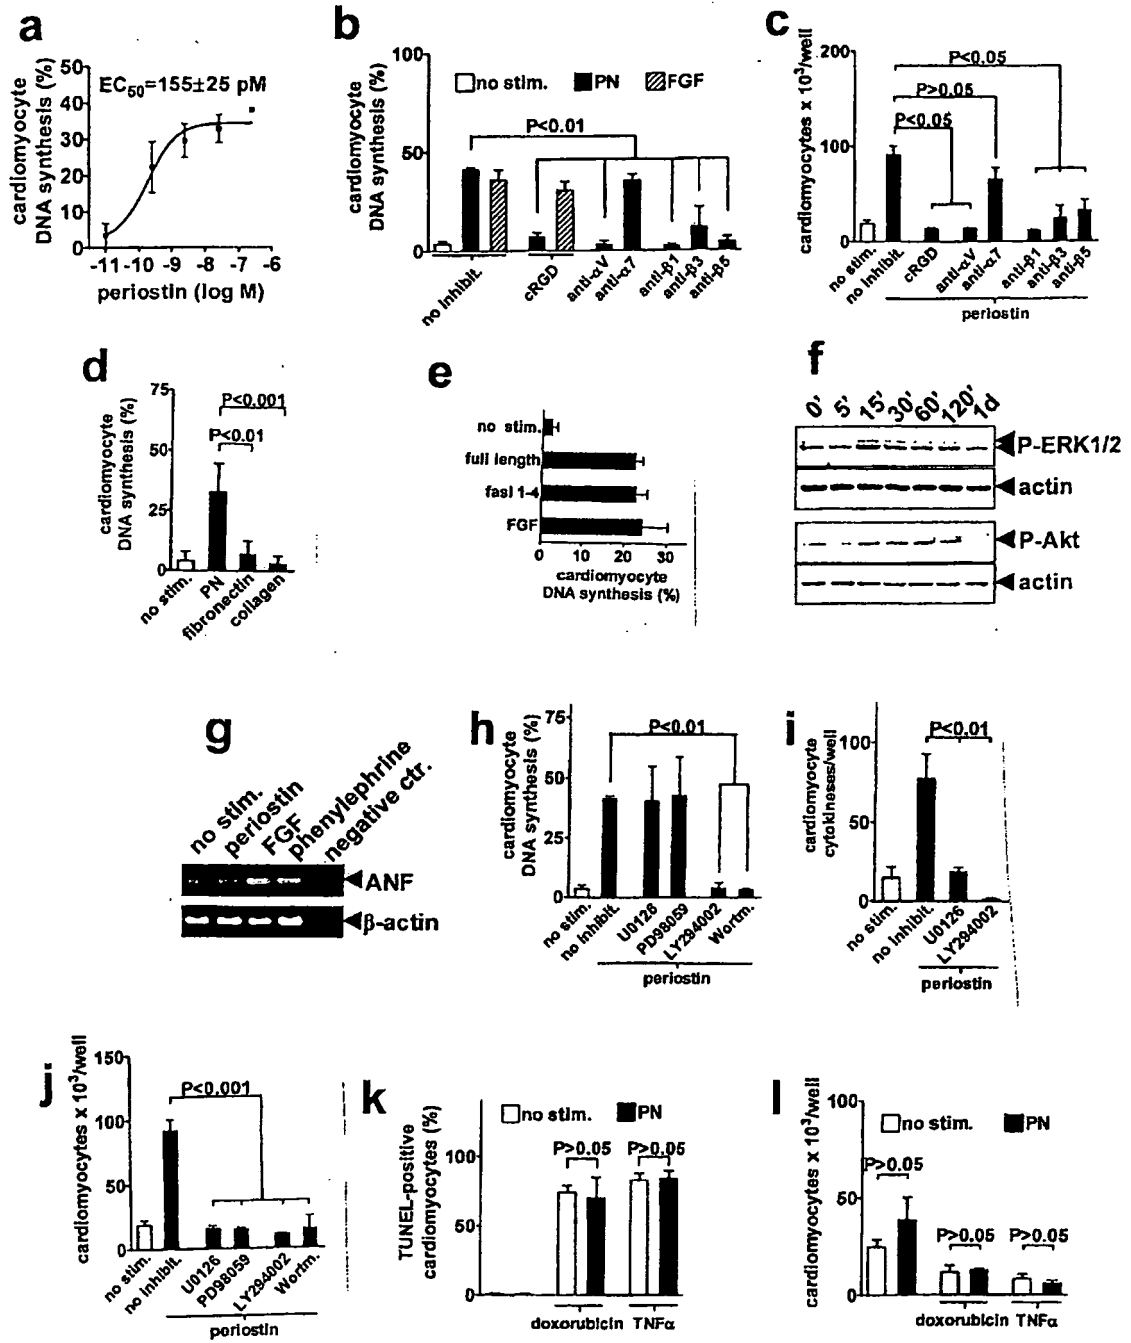 a
cardiomyocyte
DNA synthesis (%)
50
40
30
20
10
0
EC50=155±25 pM
-11 -10 -9 -8 -7 -6
periostin (log M)
b
cardiomyocyte
DNA synthesis (%)
100
50
0
no stim. PN FGF
P<0.01
no inhibit.
cRGD
anti-αV
anti-α7
anti-β1
anti-β3
anti-β5
c
cardiomyocytes x 10³/well
200
100
0
P<0.05
P>0.05
P<0.05
no stim.
no inhibit.
cRGD
anti-αV
anti-α7
anti-β1
anti-β3
anti-β5
periostin
d
cardiomyocyte
DNA synthesis (%)
75
50
25
0
P<0.001
P<0.01
no stim.
PN
fibronectin
collagen
e
no stim.
full length
fasl 1-4
FGF
0 10 20 30
cardiomyocyte
DNA synthesis (%)
f
0' 5' 15' 30' 60' 120' 1d
P-ERK1/2
actin
P-Akt
actin
g
no stim.
periostin
FGF
phenylephrine
negative ctr.
ANF
β-actin
h
cardiomyocyte
DNA synthesis (%)
75
50
25
0
P<0.01
no stim.
no inhibit.
U0126
PD98059
LY294002
Wortm.
periostin
i
cardiomyocyte
cytokineses/well
100
50
0
P<0.01
no stim.
no inhibit.
U0126
LY294002
periostin
j
cardiomyocytes x 10³/well
150
100
50
0
P<0.001
no stim.
no inhibit.
U0126
PD98059
LY294002
Wortm.
periostin
k
TUNEL-positive
cardiomyocytes (%)
100
50
0
no stim. PN
P>0.05 P>0.05
doxorubicin TNFα
l
cardiomyocytes x 10³/well
100
50
0
no stim. PN
P>0.05
P>0.05 P>0.05
doxorubicin TNFα